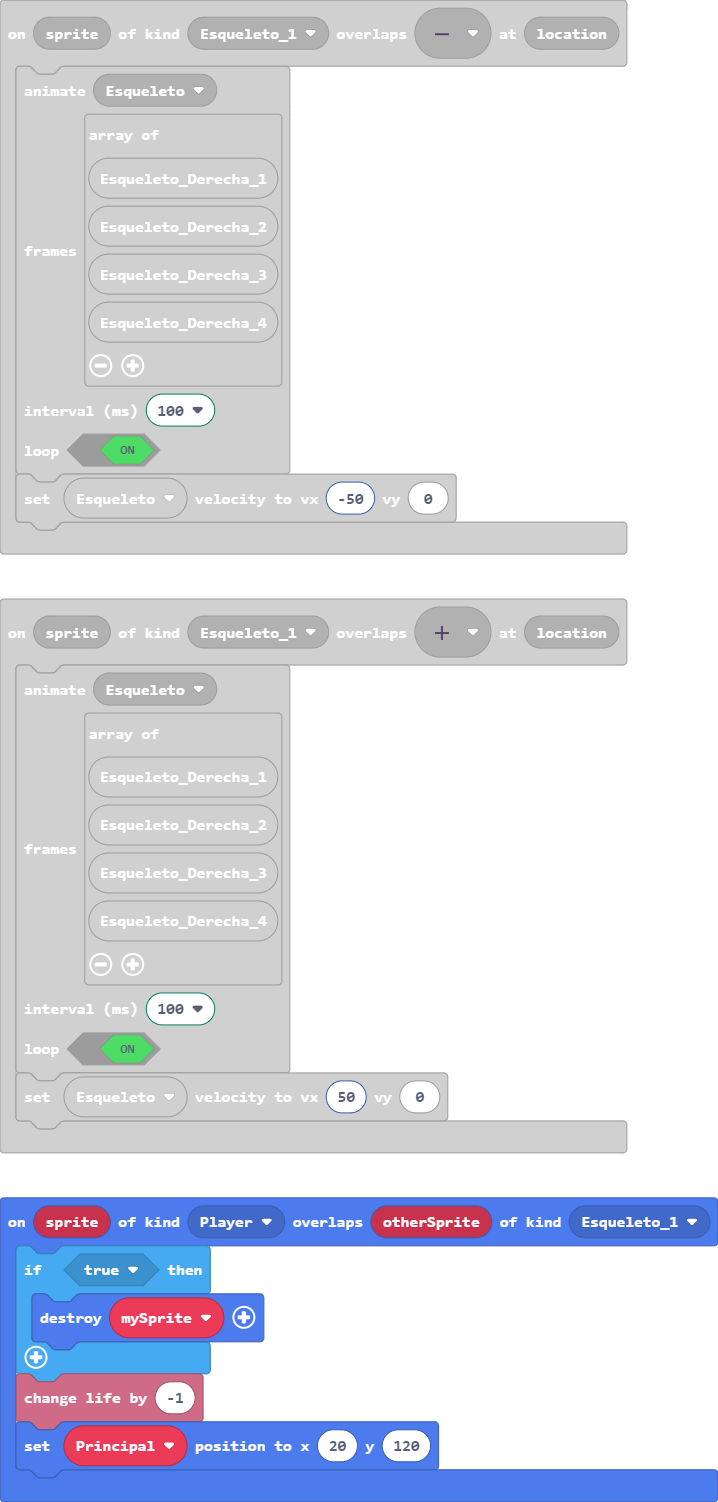 on sprite of kind Esqueleto_1 overlaps − at location
animate Esqueleto
array of
Esqueleto_Derecha_1
Esqueleto_Derecha_2
frames
Esqueleto_Derecha_3
Esqueleto_Derecha_4
interval (ms) 100
loop ON
set Esqueleto velocity to vx -50 vy 0
on sprite of kind Esqueleto_1 overlaps + at location
animate Esqueleto
array of
Esqueleto_Derecha_1
Esqueleto_Derecha_2
frames
Esqueleto_Derecha_3
Esqueleto_Derecha_4
interval (ms) 100
loop ON
set Esqueleto velocity to vx 50 vy 0
on sprite of kind Player overlaps otherSprite of kind Esqueleto_1
if true then
destroy mySprite
change life by -1
set Principal position to x 20 y 120